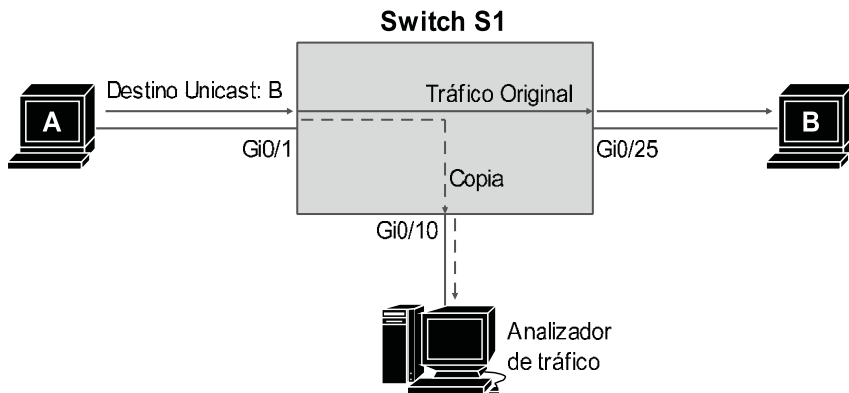 Switch S1
Destino Unicast: B
Tráfico Original
A
B
Gi0/1
Gi0/25
Copia
Gi0/10
Analizador
de tráfico